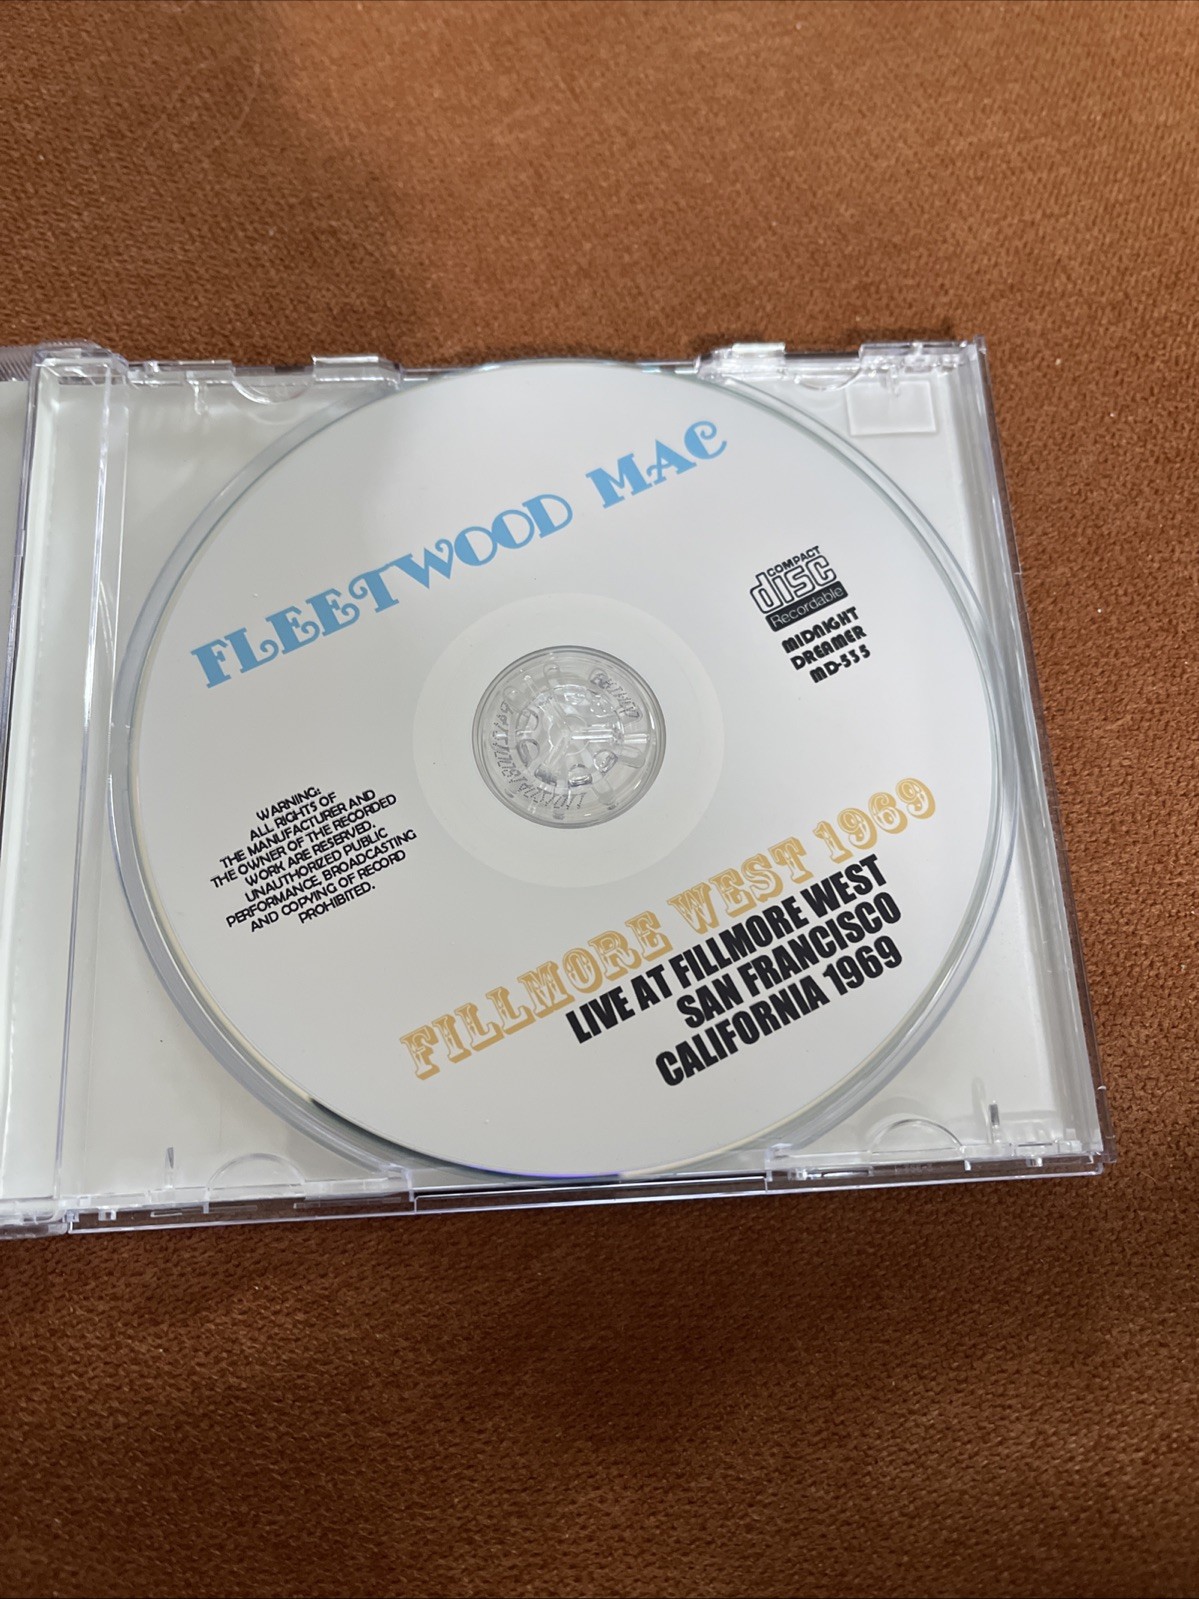 FLEETWOOD MAC
COMPACT
disc
Recordable
MIDNIGHT
DREAMER
MD-535
WARNING:
ALL RIGHTS OF
THE MANUFACTURER AND
THE OWNER OF THE RECORDED
WORK ARE RESERVED.
UNAUTHORIZED PUBLIC
PERFORMANCE, BROADCASTING
AND COPYING OF RECORD
PROHIBITED.
FILLMORE WEST 1969
LIVE AT FILLMORE WEST
SAN FRANCISCO
CALIFORNIA 1969